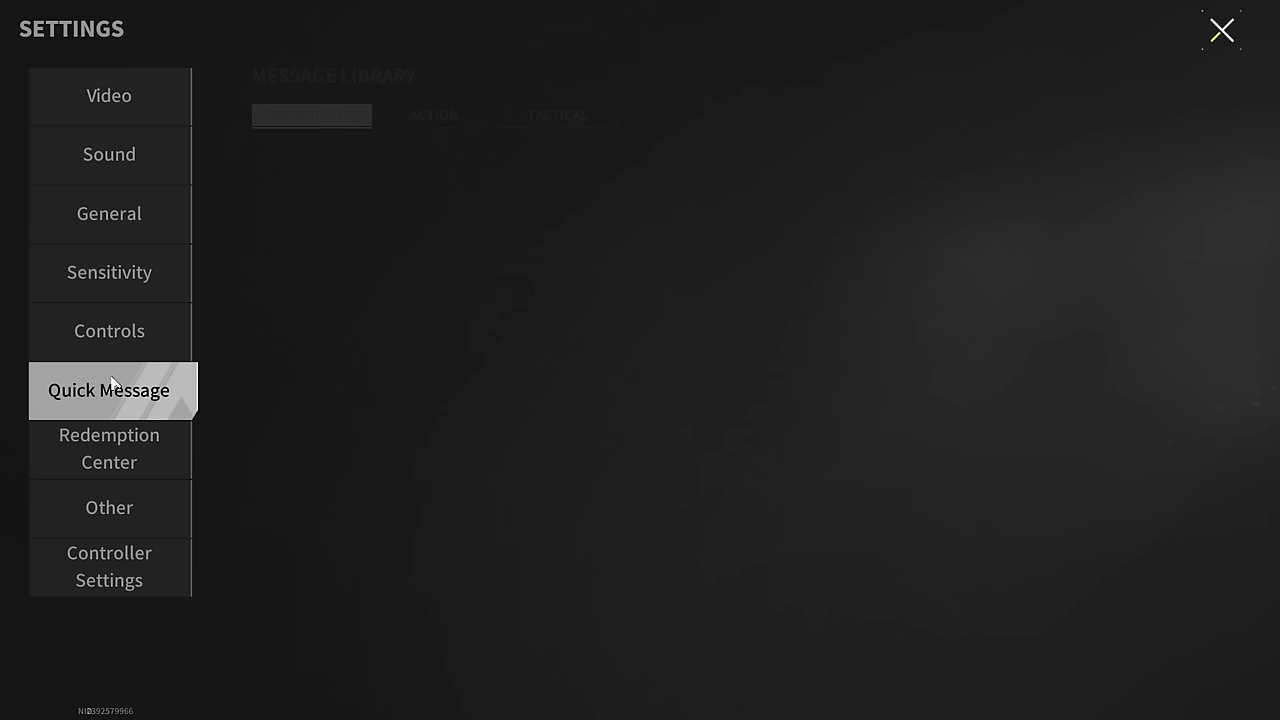 SETTINGS
MESSAGE LIBRARY
ACTION
TACTICAL
Video
Sound
General
Sensitivity
Controls
Quick Message
Redemption
Center
Other
Controller
Settings